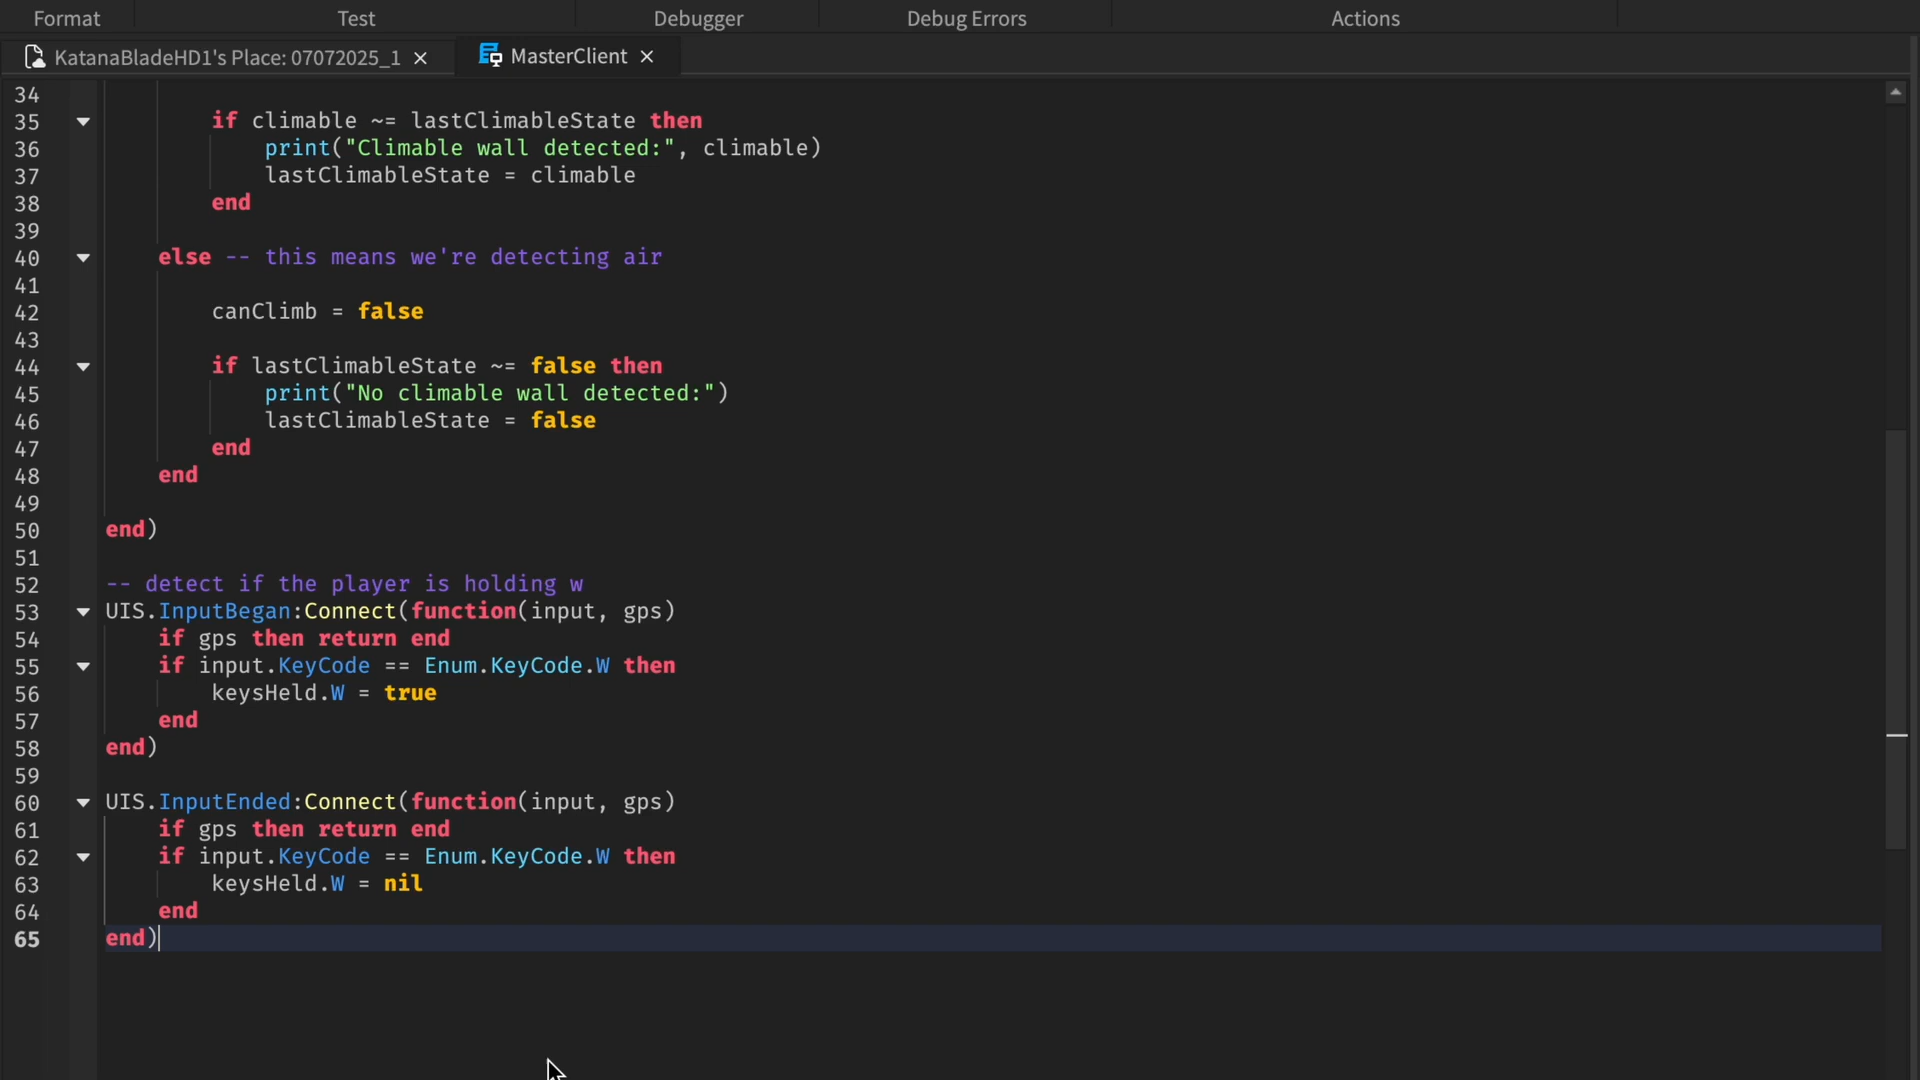 Format Test Debugger Debug Errors Actions
KatanaBladeHD1's Place: 07072025_1 MasterClient
34
35 if climable ~= lastClimableState then
36 print("Climable wall detected:", climable)
37 lastClimableState = climable
38 end
39
40 else -- this means we're detecting air
41
42 canClimb = false
43
44 if lastClimableState ~= false then
45 print("No climable wall detected:")
46 lastClimableState = false
47 end
48 end
49
50 end)
51
52 -- detect if the player is holding w
53 UIS.InputBegan:Connect(function(input, gps)
54 if gps then return end
55 if input.KeyCode == Enum.KeyCode.W then
56 keysHeld.W = true
57 end
58 end)
59
60 UIS.InputEnded:Connect(function(input, gps)
61 if gps then return end
62 if input.KeyCode == Enum.KeyCode.W then
63 keysHeld.W = nil
64 end
65 end)